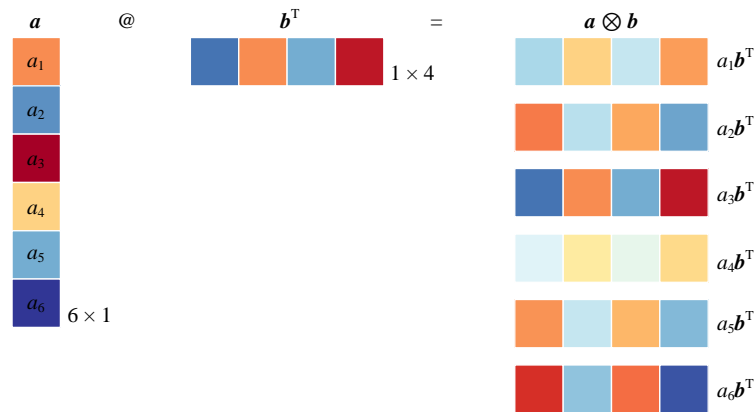 a @ bᵀ = a ⊗ b
a₁ 1 × 4 a₁bᵀ
a₂ a₂bᵀ
a₃ a₃bᵀ
a₄ a₄bᵀ
a₅ a₅bᵀ
a₆ 6 × 1 a₆bᵀ